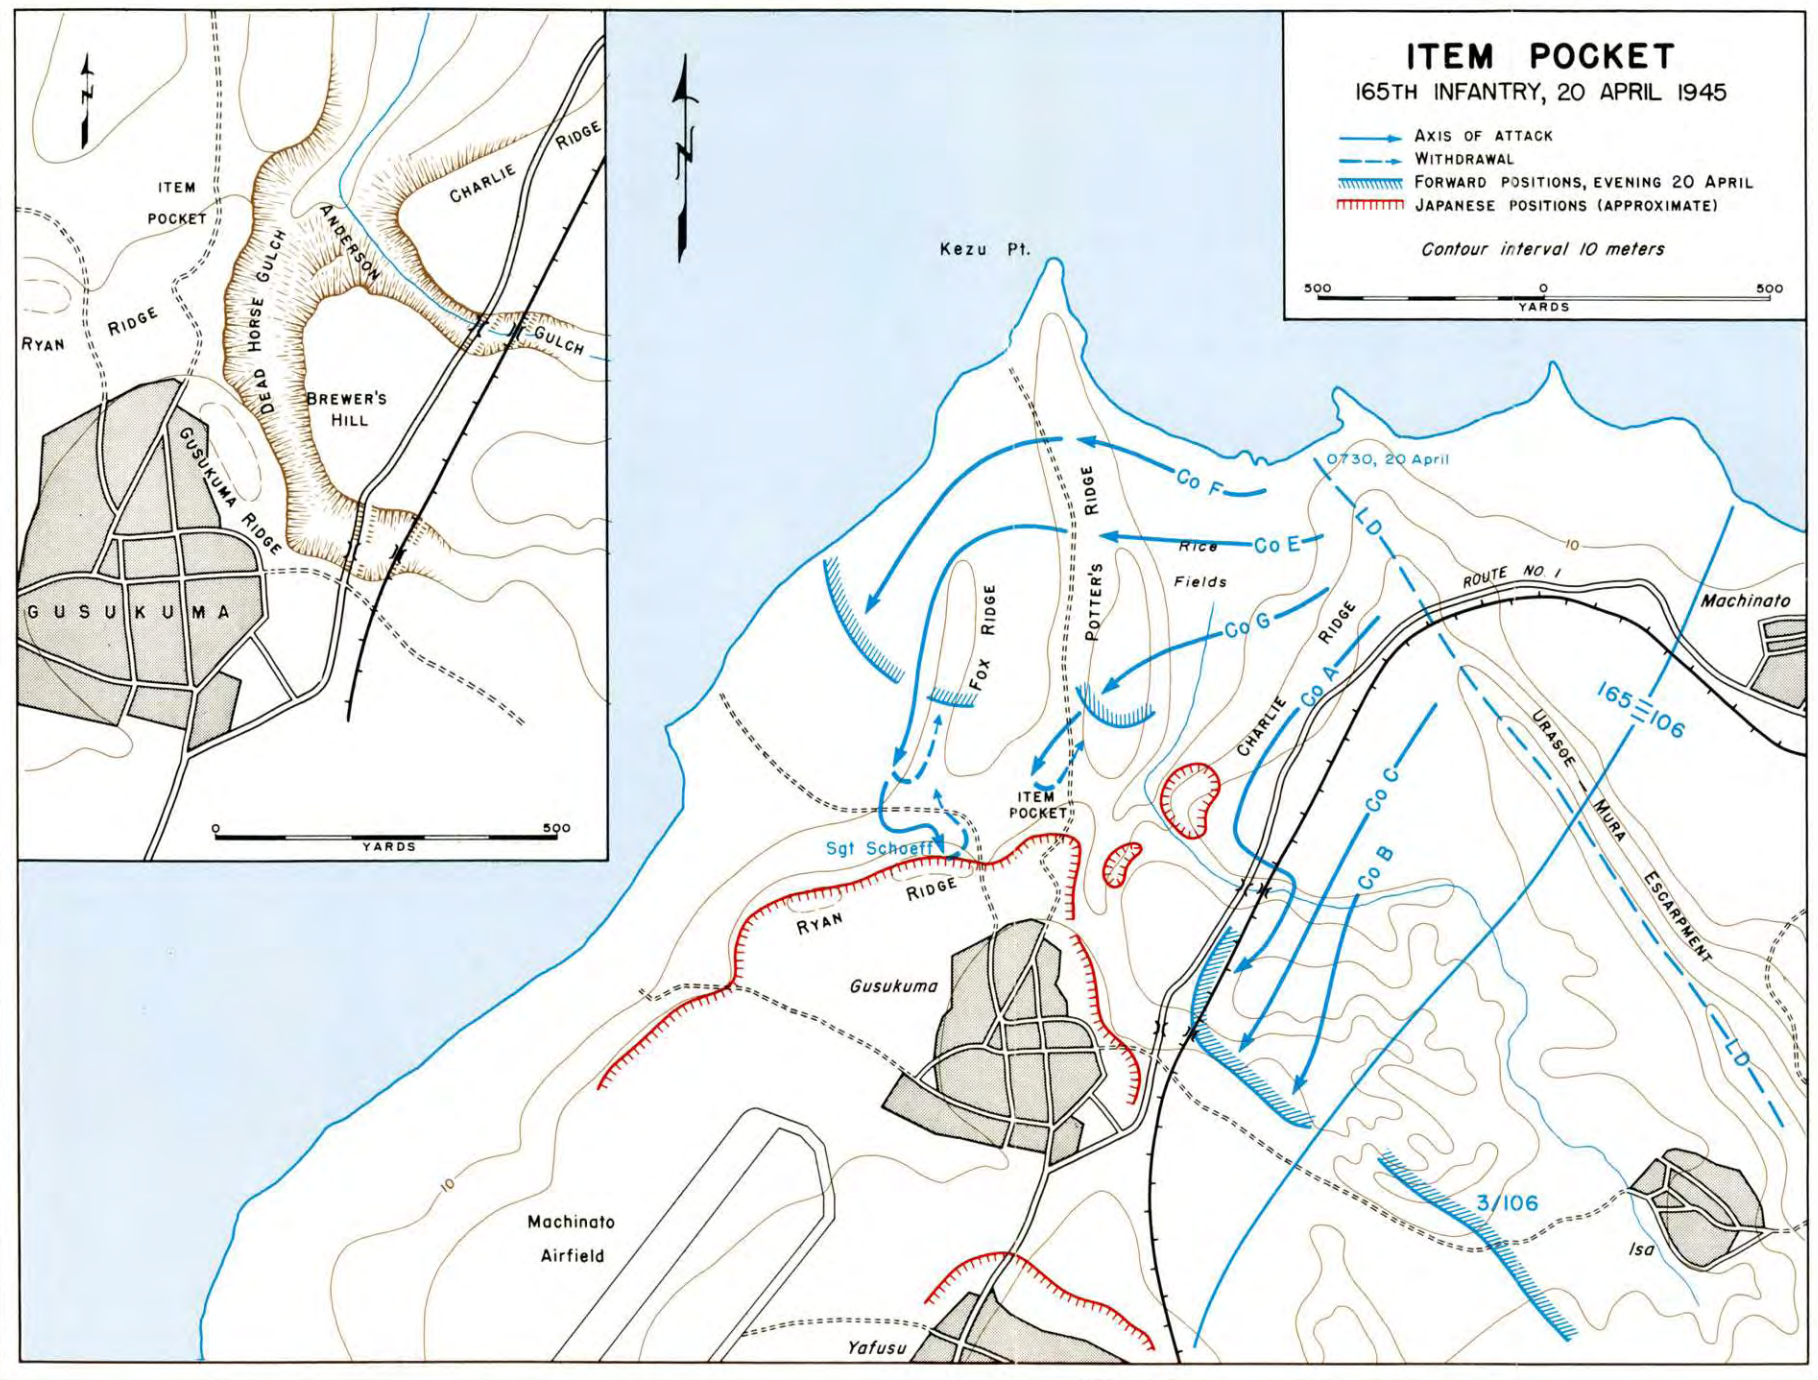 ITEM POCKET
165TH INFANTRY, 20 APRIL 1945
AXIS OF ATTACK
WITHDRAWAL
FORWARD POSITIONS, EVENING 20 APRIL
JAPANESE POSITIONS (APPROXIMATE)
Contour interval 10 meters
500 0 500
YARDS
N
ITEM
POCKET
RYAN RIDGE
DEAD HORSE GULCH
ANDERSON GULCH
CHARLIE RIDGE
BREWER'S
HILL
GUSUKUMA RIDGE
GUSUKUMA
0 500
YARDS
N
Kezu Pt.
0730, 20 April
LD
Co F
Co E
Rice
Fields
Co G
Co A
Co C
Co B
POTTER'S RIDGE
FOX RIDGE
CHARLIE RIDGE
10
ROUTE NO. 1
Machinato
165
106
URASOE-MURA ESCARPMENT
LD
ITEM
POCKET
Sgt Schoeff
RYAN RIDGE
Gusukuma
10
Machinato
Airfield
3/106
Isa
Yafusu